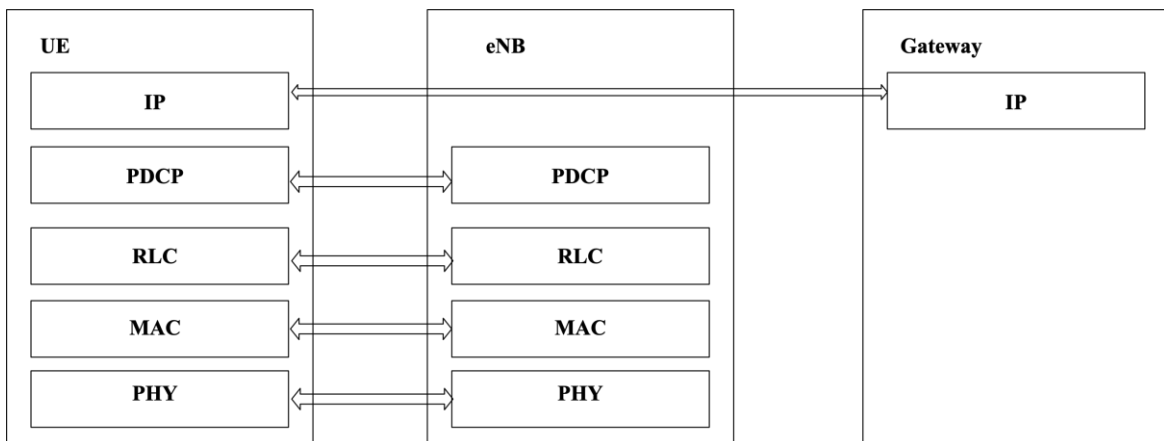 UE
eNB
Gateway
IP
IP
PDCP
PDCP
RLC
RLC
MAC
MAC
PHY
PHY